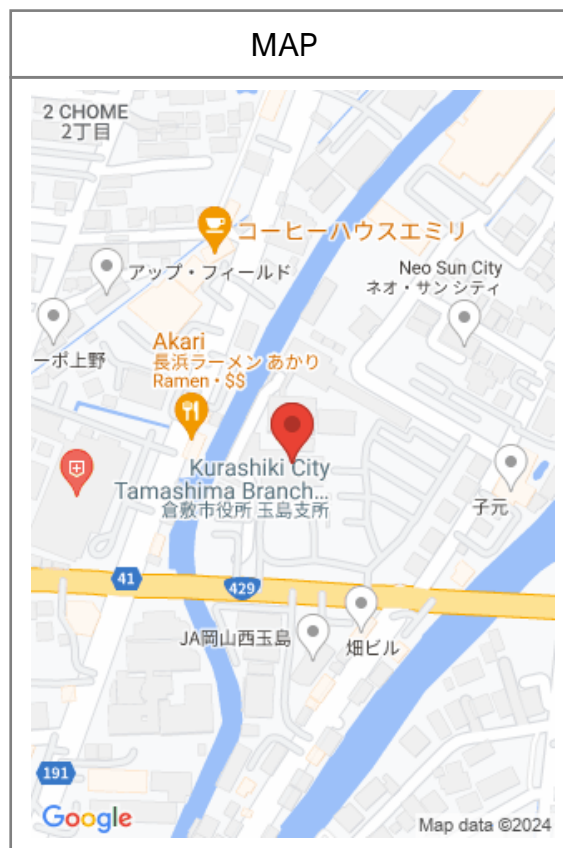 MAP
2 CHOME
2丁目
コーヒーハウスエミリ
アップ・フィールド
Neo Sun City
ネオ・サン シティ
ーポ上野
Akari
長浜ラーメン あかり
Ramen・$$
Kurashiki City
Tamashima Branch...
倉敷市役所 玉島支所
子元
41
429
JA岡山西玉島
畑ビル
191
Google
Map data ©2024